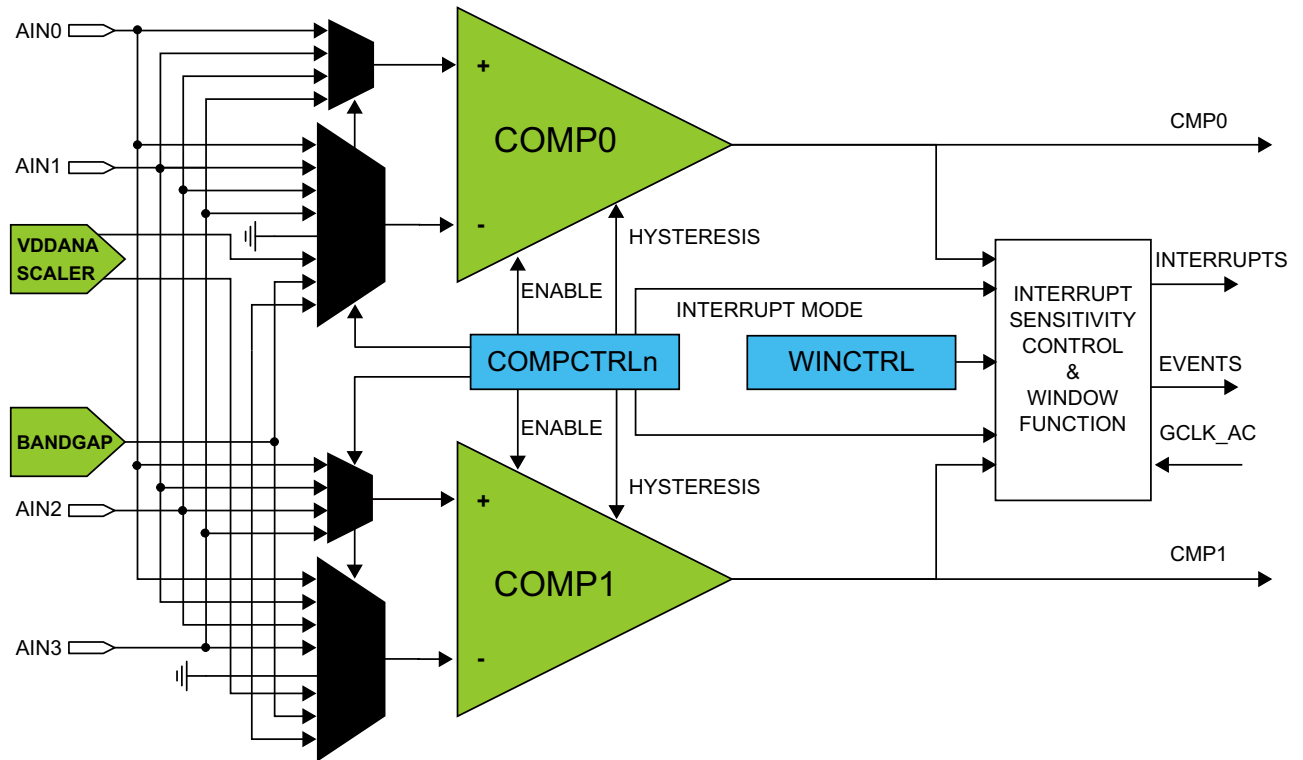 AIN0
+
COMP0
CMP0
AIN1
-
HYSTERESIS
VDDANA
SCALER
ENABLE
INTERRUPT MODE
INTERRUPT
SENSITIVITY
CONTROL
&
WINDOW
FUNCTION
INTERRUPTS
COMPCTRLn
WINCTRL
EVENTS
BANDGAP
ENABLE
GCLK_AC
HYSTERESIS
AIN2
+
COMP1
CMP1
AIN3
-